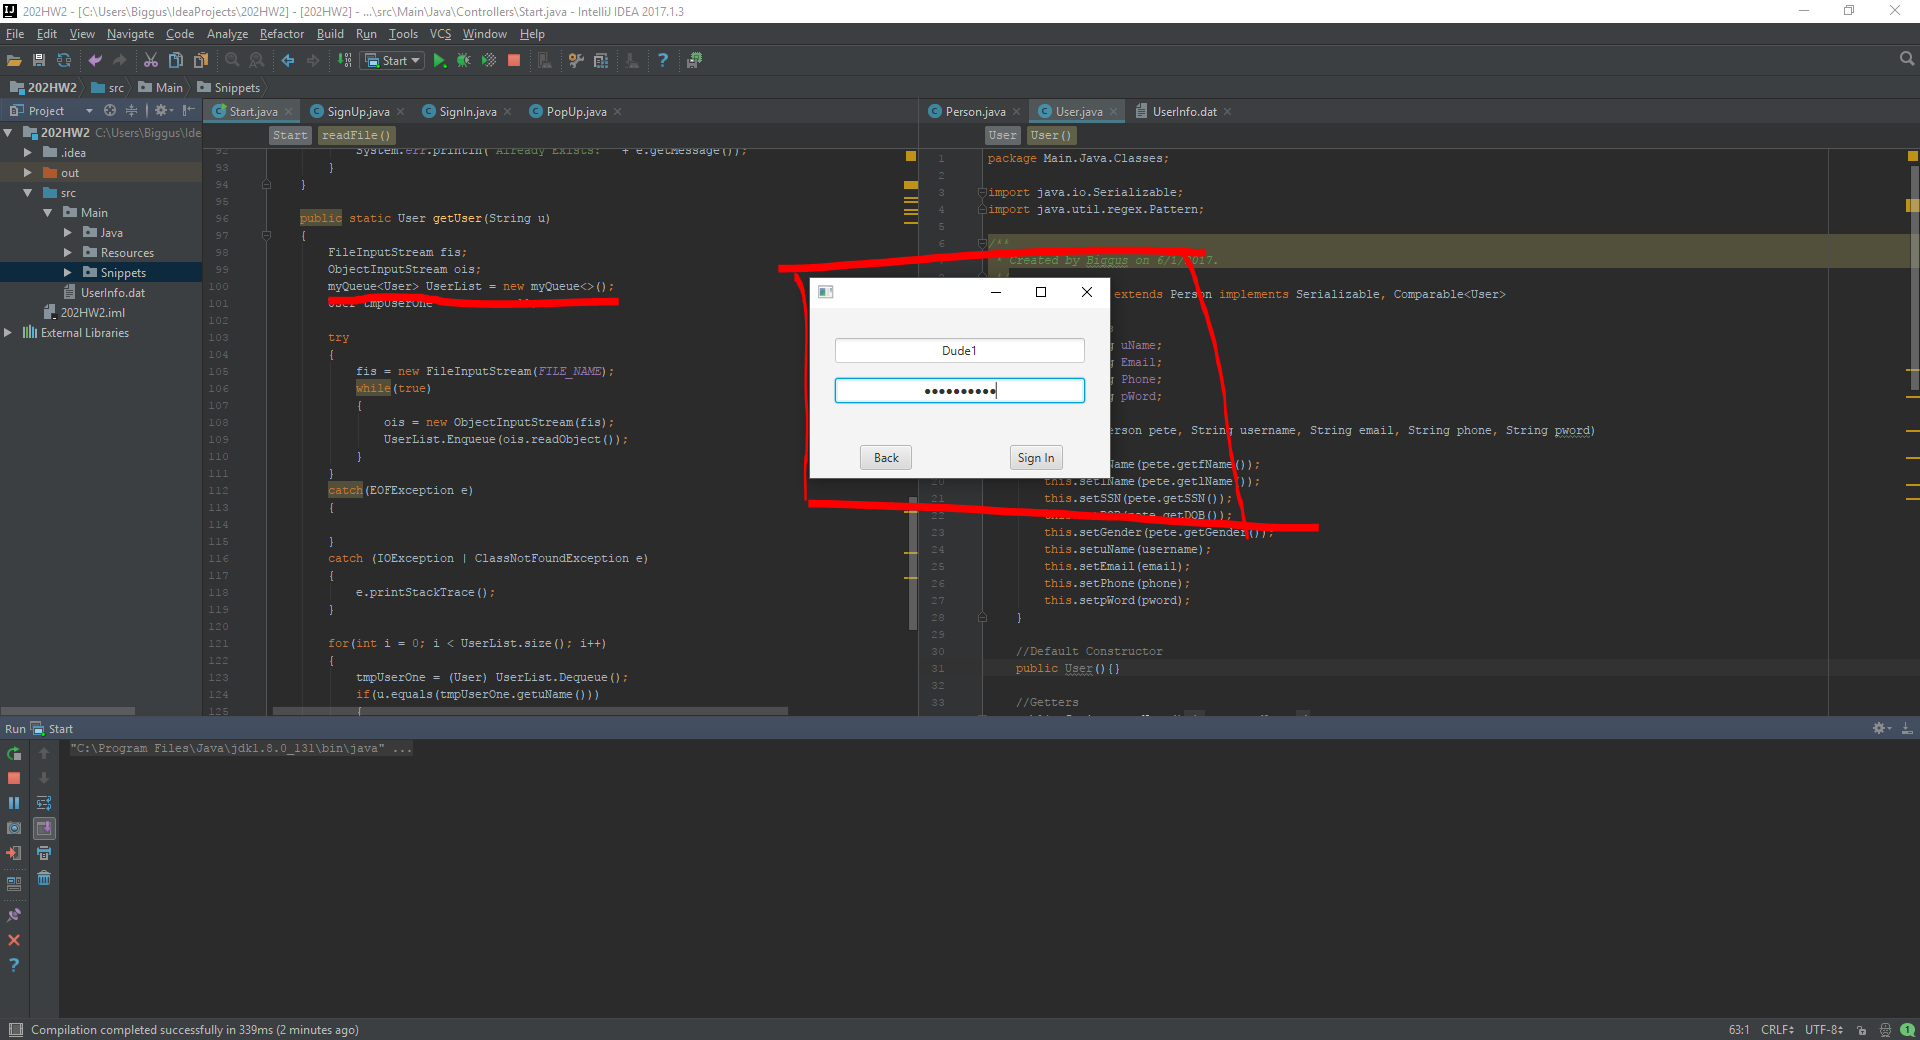 202HW2 - [C:\Users\Biggus\IdeaProjects\202HW2] - [202HW2] - ...\src\Main\Java\Controllers\Start.java - IntelliJ IDEA 2017.1.3
File Edit View Navigate Code Analyze Refactor Build Run Tools VCS Window Help
Start
202HW2 src Main Snippets
Project
Start.java SignUp.java SignIn.java PopUp.java
Person.java User.java UserInfo.dat
202HW2 C:\Users\Biggus\Ide
.idea
out
src
Main
Java
Resources
Snippets
UserInfo.dat
202HW2.iml
External Libraries
Start readFile()
92 System.err.println("Already Exists: " + e.getMessage());
93 }
94 }
95
96 public static User getUser(String u)
97 {
98 FileInputStream fis;
99 ObjectInputStream ois;
100 myQueue<User> UserList = new myQueue<>();
101 User tmpUserOne
102
103 try
104 {
105 fis = new FileInputStream(FILE_NAME);
106 while(true)
107 {
108 ois = new ObjectInputStream(fis);
109 UserList.Enqueue(ois.readObject());
110 }
111 }
112 catch(EOFException e)
113 {
114
115 }
116 catch (IOException | ClassNotFoundException e)
117 {
118 e.printStackTrace();
119 }
120
121 for(int i = 0; i < UserList.size(); i++)
122 {
123 tmpUserOne = (User) UserList.Dequeue();
124 if(u.equals(tmpUserOne.getuName()))
125 {
User User()
1 package Main.Java.Classes;
2
3 import java.io.Serializable;
4 import java.util.regex.Pattern;
5
6 /**
* Created by Biggus on 6/1/2017.
extends Person implements Serializable, Comparable<User>
uName;
Email;
Phone;
pWord;
erson pete, String username, String email, String phone, String pword)
Name(pete.getfName());
20 this.setlName(pete.getlName());
21 this.setSSN(pete.getSSN());
22 this.setDOB(pete.getDOB());
23 this.setGender(pete.getGender());
24 this.setuName(username);
25 this.setEmail(email);
26 this.setPhone(phone);
27 this.setpWord(pword);
28 }
29
30 //Default Constructor
31 public User(){}
32
33 //Getters
Dude1
••••••••••
Back Sign In
Run Start
"C:\Program Files\Java\jdk1.8.0_131\bin\java" ...
Compilation completed successfully in 339ms (2 minutes ago)
63:1 CRLF UTF-8 1